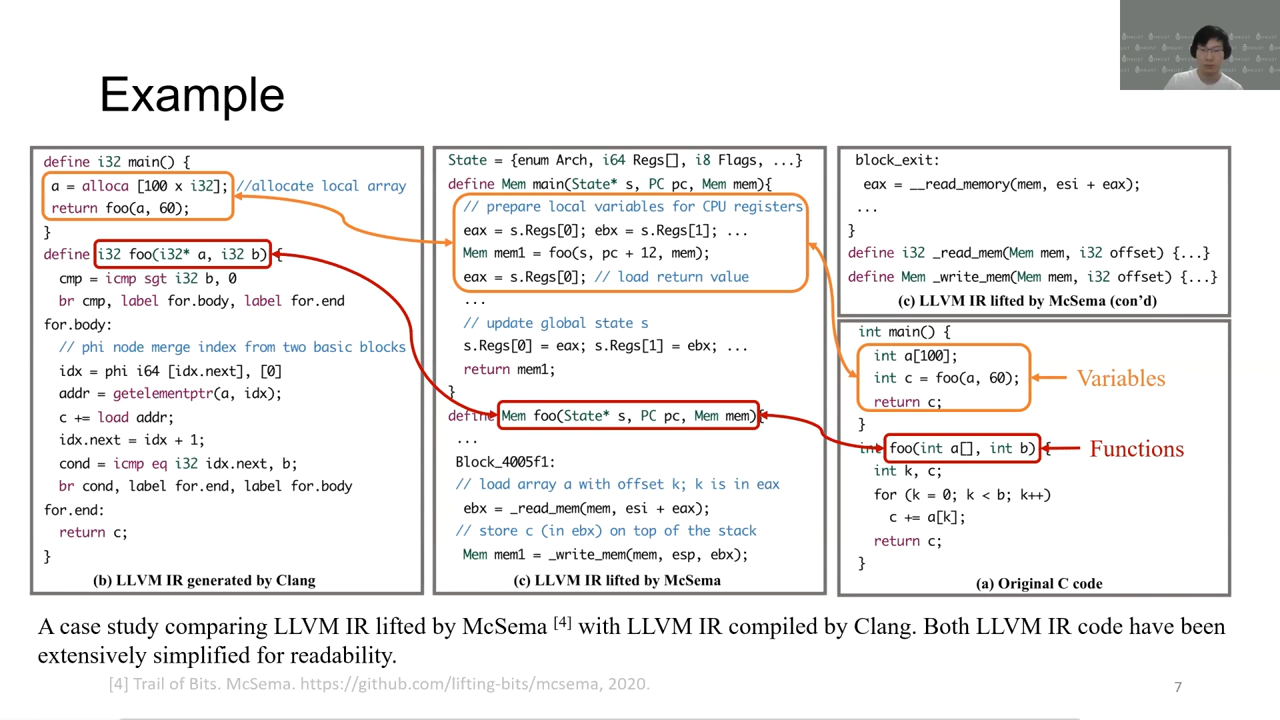 Example
define i32 main() {
a = alloca [100 x i32]; //allocate local array
return foo(a, 60);
}
define i32 foo(i32* a, i32 b) {
cmp = icmp sgt i32 b, 0
br cmp, label for.body, label for.end
for.body:
// phi node merge index from two basic blocks
idx = phi i64 [idx.next], [0]
addr = getelementptr(a, idx);
c += load addr;
idx.next = idx + 1;
cond = icmp eq i32 idx.next, b;
br cond, label for.end, label for.body
for.end:
return c;
}
(b) LLVM IR generated by Clang
State = {enum Arch, i64 Regs[], i8 Flags, ...}
define Mem main(State* s, PC pc, Mem mem){
// prepare local variables for CPU registers
eax = s.Regs[0]; ebx = s.Regs[1]; ...
Mem mem1 = foo(s, pc + 12, mem);
eax = s.Regs[0]; // load return value
...
// update global state s
s.Regs[0] = eax; s.Regs[1] = ebx; ...
return mem1;
}
define Mem foo(State* s, PC pc, Mem mem){
...
Block_4005f1:
// load array a with offset k; k is in eax
ebx = _read_mem(mem, esi + eax);
// store c (in ebx) on top of the stack
Mem mem1 = _write_mem(mem, esp, ebx);
(c) LLVM IR lifted by McSema
block_exit:
eax = __read_memory(mem, esi + eax);
...
}
define i32 _read_mem(Mem mem, i32 offset) {...}
define Mem _write_mem(Mem mem, i32 offset) {...}
(c) LLVM IR lifted by McSema (con'd)
int main() {
int a[100];
int c = foo(a, 60);
return c;
}
Variables
int foo(int a[], int b) {
Functions
int k, c;
for (k = 0; k < b; k++)
c += a[k];
return c;
}
(a) Original C code
A case study comparing LLVM IR lifted by McSema [4] with LLVM IR compiled by Clang. Both LLVM IR code have been
extensively simplified for readability.
[4] Trail of Bits. McSema. https://github.com/lifting-bits/mcsema, 2020.
7